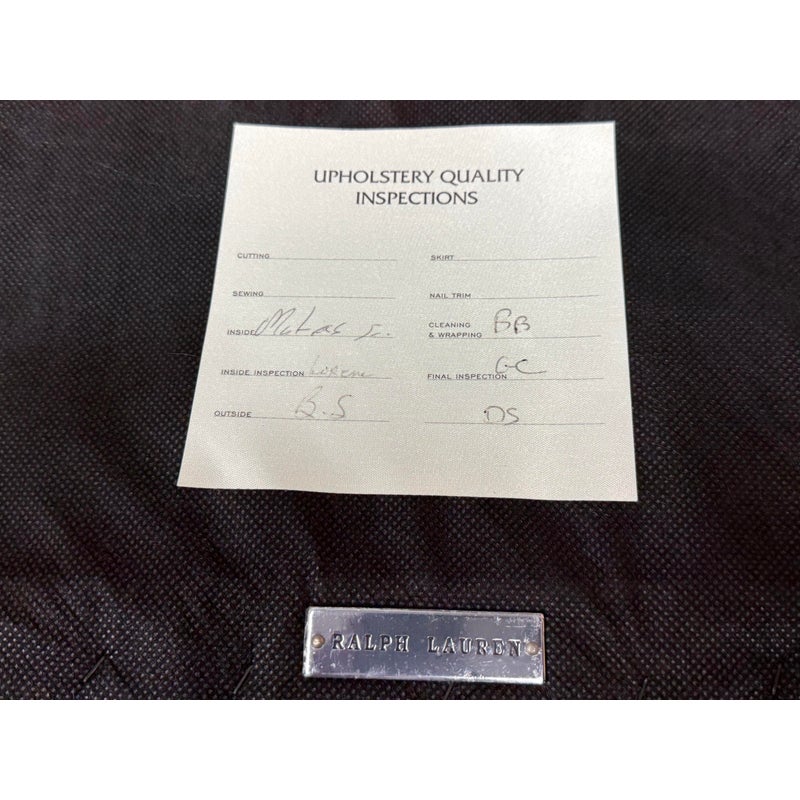 UPHOLSTERY QUALITY
INSPECTIONS
CUTTING
SEWING
INSIDE
INSIDE INSPECTION
OUTSIDE B.S
SKIRT
NAIL TRIM
CLEANING
& WRAPPING BB
FINAL INSPECTION GC
DS
RALPH LAUREN